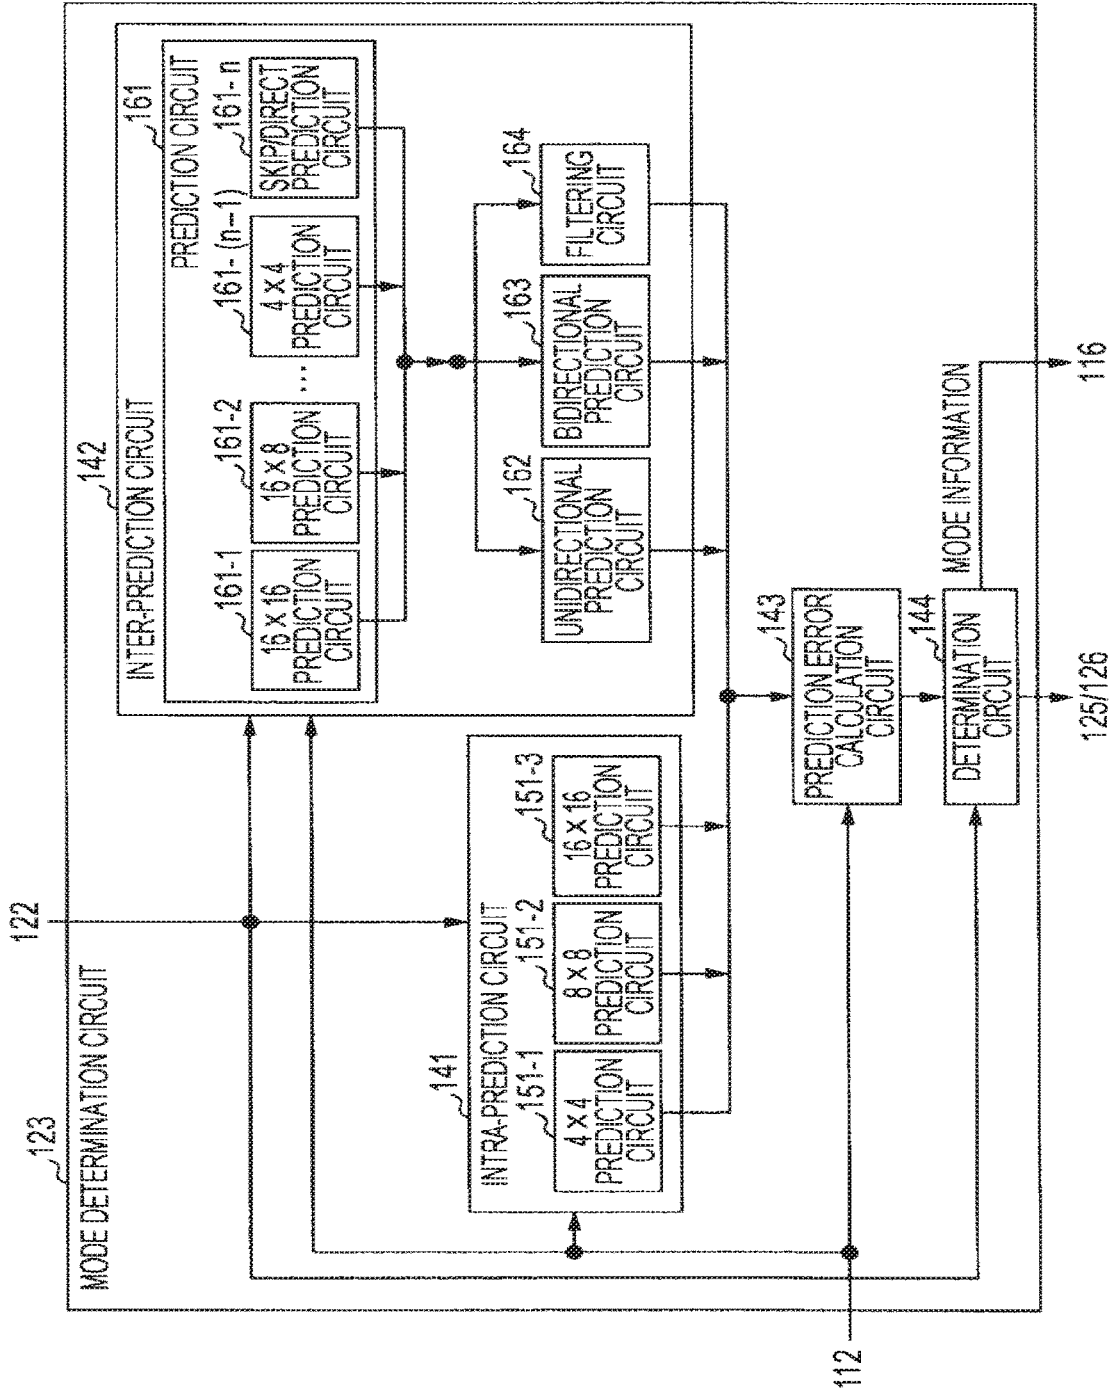 123
MODE DETERMINATION CIRCUIT
122
112
142
INTER-PREDICTION CIRCUIT
161
PREDICTION CIRCUIT
161-1
16 × 16
PREDICTION
CIRCUIT
161-2
16 × 8
PREDICTION
CIRCUIT
...
161-(n-1)
4 × 4
PREDICTION
CIRCUIT
161-n
SKIP/DIRECT
PREDICTION
CIRCUIT
162
UNIDIRECTIONAL
PREDICTION
CIRCUIT
163
BIDIRECTIONAL
PREDICTION
CIRCUIT
164
FILTERING
CIRCUIT
141
INTRA-PREDICTION CIRCUIT
151-1
4 × 4
PREDICTION
CIRCUIT
151-2
8 × 8
PREDICTION
CIRCUIT
151-3
16 × 16
PREDICTION
CIRCUIT
143
PREDICTION ERROR
CALCULATION
CIRCUIT
144
DETERMINATION
CIRCUIT
MODE INFORMATION
125/126
116